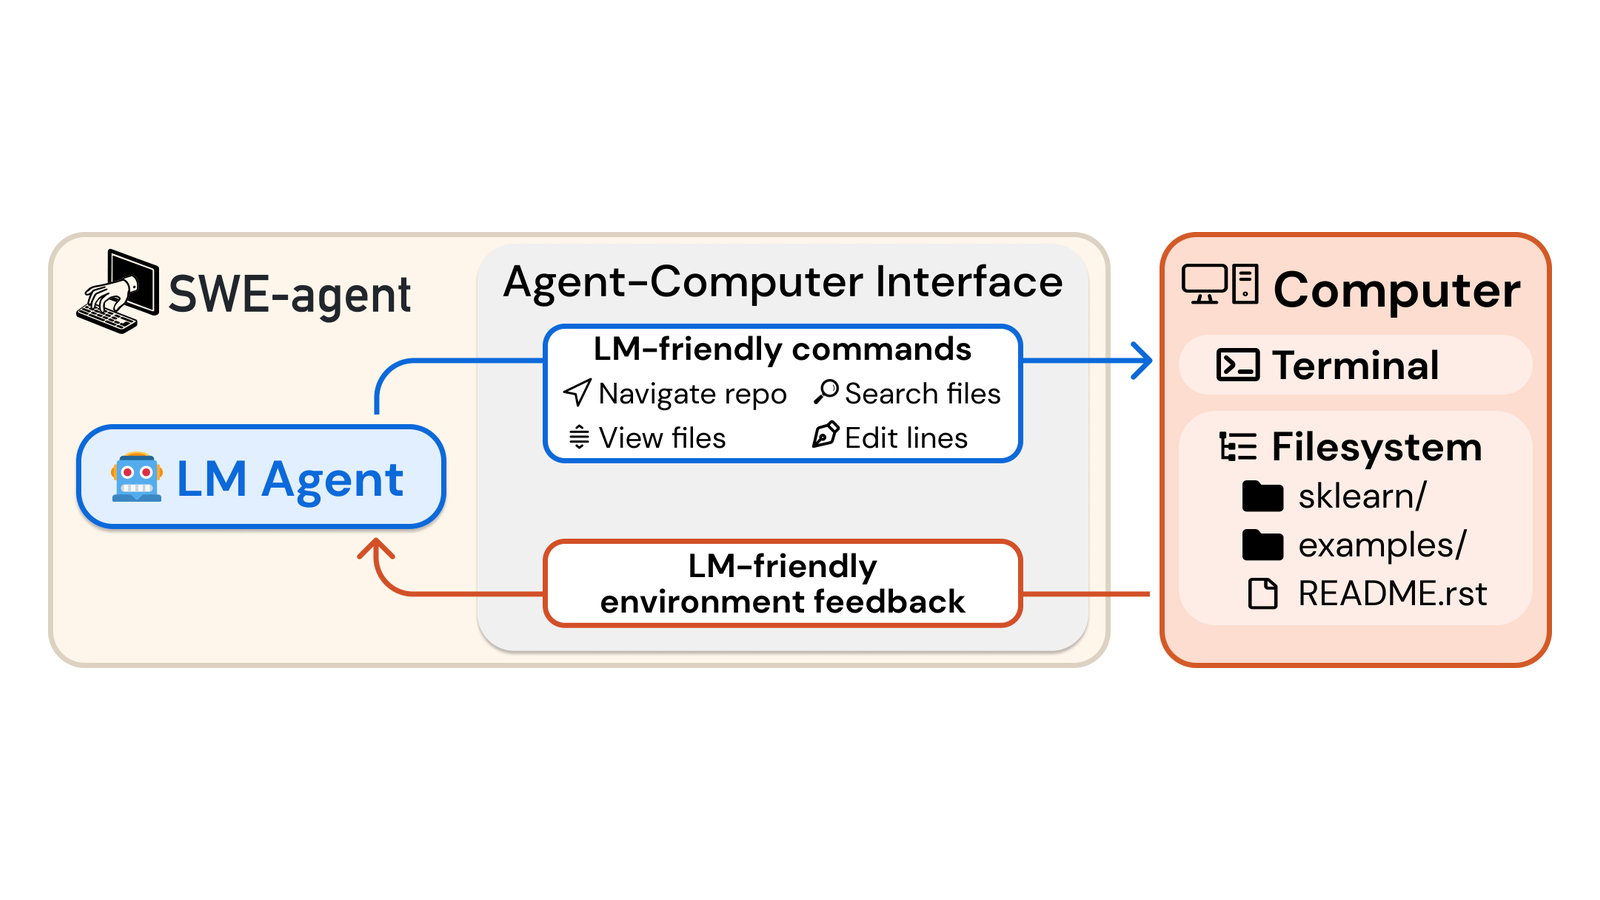 SWE-agent
Agent-Computer Interface
LM-friendly commands
Navigate repo
Search files
View files
Edit lines
LM Agent
LM-friendly
environment feedback
Computer
Terminal
Filesystem
sklearn/
examples/
README.rst